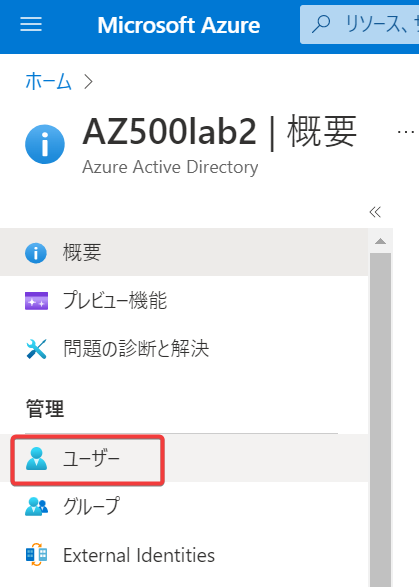 Microsoft Azure
リソース、
ホーム
AZ500lab2 | 概要
Azure Active Directory
概要
プレビュー機能
問題の診断と解決
管理
ユーザー
グループ
External Identities